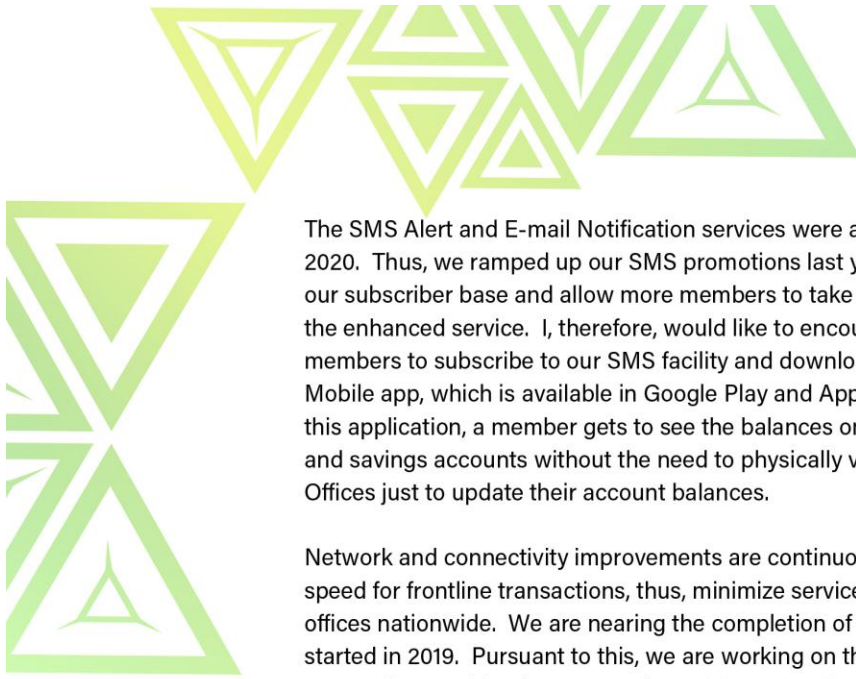 The SMS Alert and E-mail Notification services were a
2020. Thus, we ramped up our SMS promotions last y
our subscriber base and allow more members to take
the enhanced service. I, therefore, would like to encou
members to subscribe to our SMS facility and downlo
Mobile app, which is available in Google Play and App
this application, a member gets to see the balances o
and savings accounts without the need to physically v
Offices just to update their account balances.
Network and connectivity improvements are continuo
speed for frontline transactions, thus, minimize service
offices nationwide. We are nearing the completion of
started in 2019. Pursuant to this, we are working on th